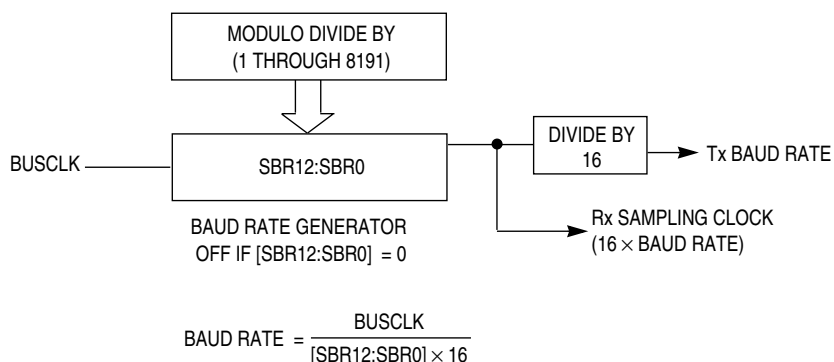 MODULO DIVIDE BY
(1 THROUGH 8191)
BUSCLK
SBR12:SBR0
DIVIDE BY
16
Tx BAUD RATE
Rx SAMPLING CLOCK
(16 × BAUD RATE)
BAUD RATE GENERATOR
OFF IF [SBR12:SBR0] = 0
BAUD RATE = BUSCLK
[SBR12:SBR0] × 16